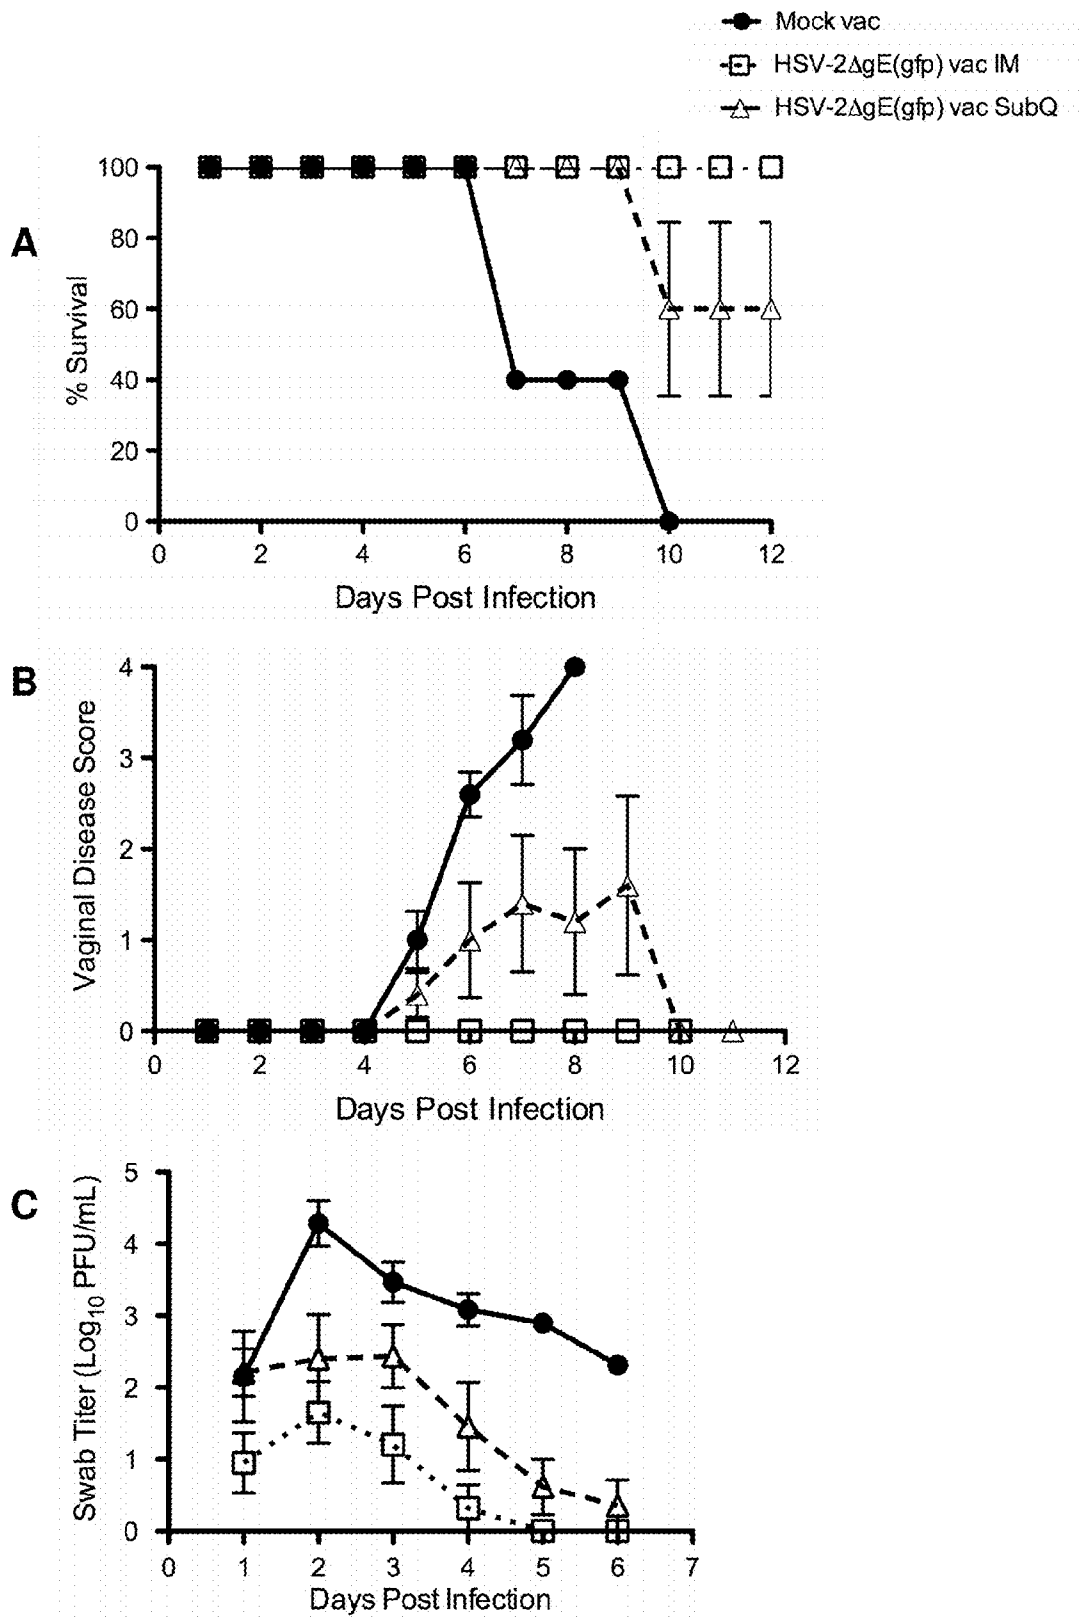 Mock vac
HSV-2ΔgE(gfp) vac IM
HSV-2ΔgE(gfp) vac SubQ
A
% Survival
100
80
60
40
20
0
0 2 4 6 8 10 12
Days Post Infection
B
Vaginal Disease Score
4
3
2
1
0
0 2 4 6 8 10 12
Days Post Infection
C
Swab Titer (Log10 PFU/mL)
5
4
3
2
1
0
0 1 2 3 4 5 6 7
Days Post Infection